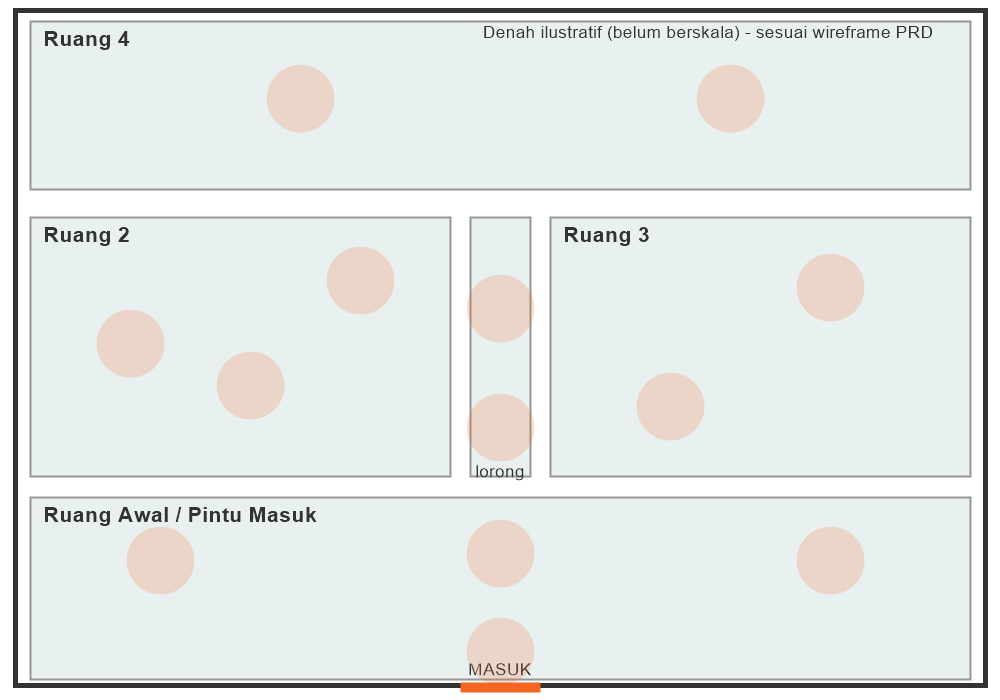 Denah ilustratif (belum berskala) - sesuai wireframe PRD
Ruang 4
Ruang 2
Ruang 3
lorong
Ruang Awal / Pintu Masuk
MASUK